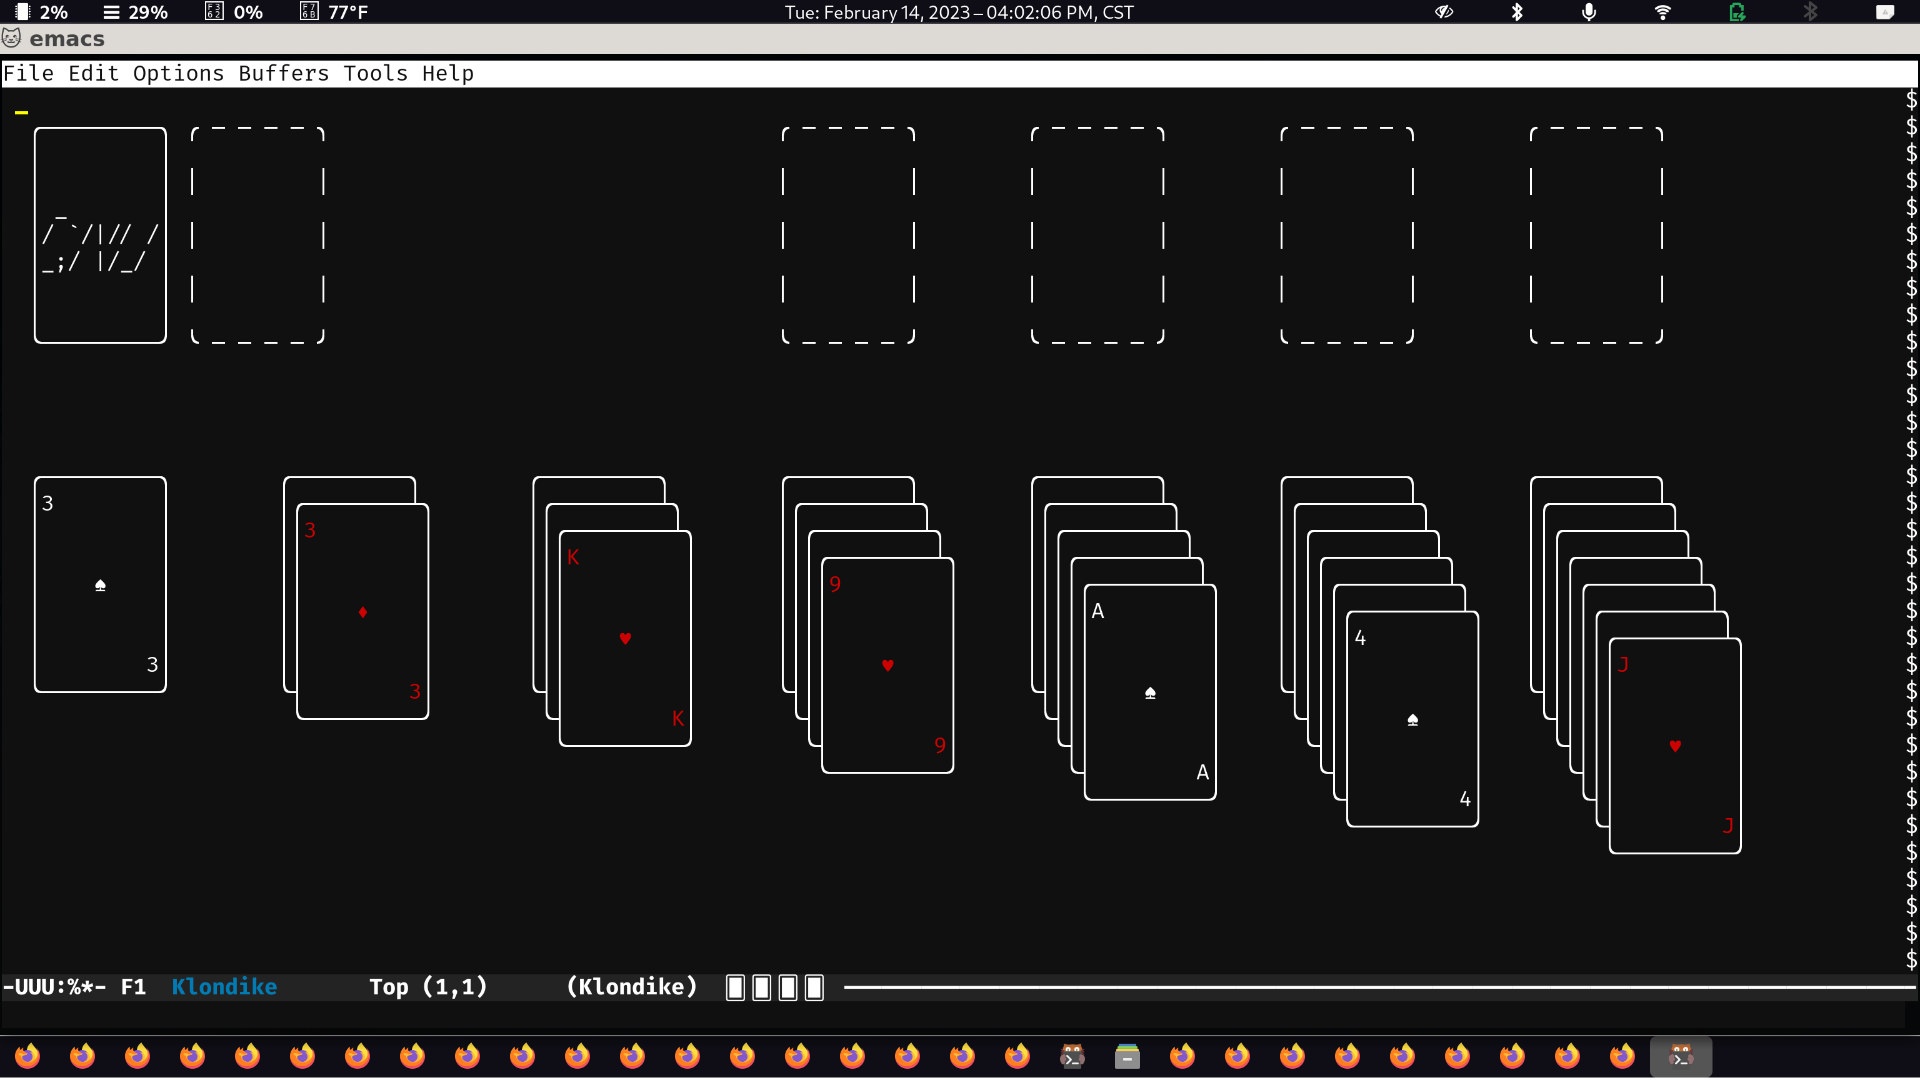 2% 29% 0% 77°F Tue: February 14, 2023 – 04:02:06 PM, CST
emacs
File Edit Options Buffers Tools Help
3 ♠ 3
3 ♦ 3
K ♥ K
9 ♥ 9
A ♠ A
4 ♠ 4
J ♥ J
-UUU:%*- F1 Klondike Top (1,1) (Klondike)